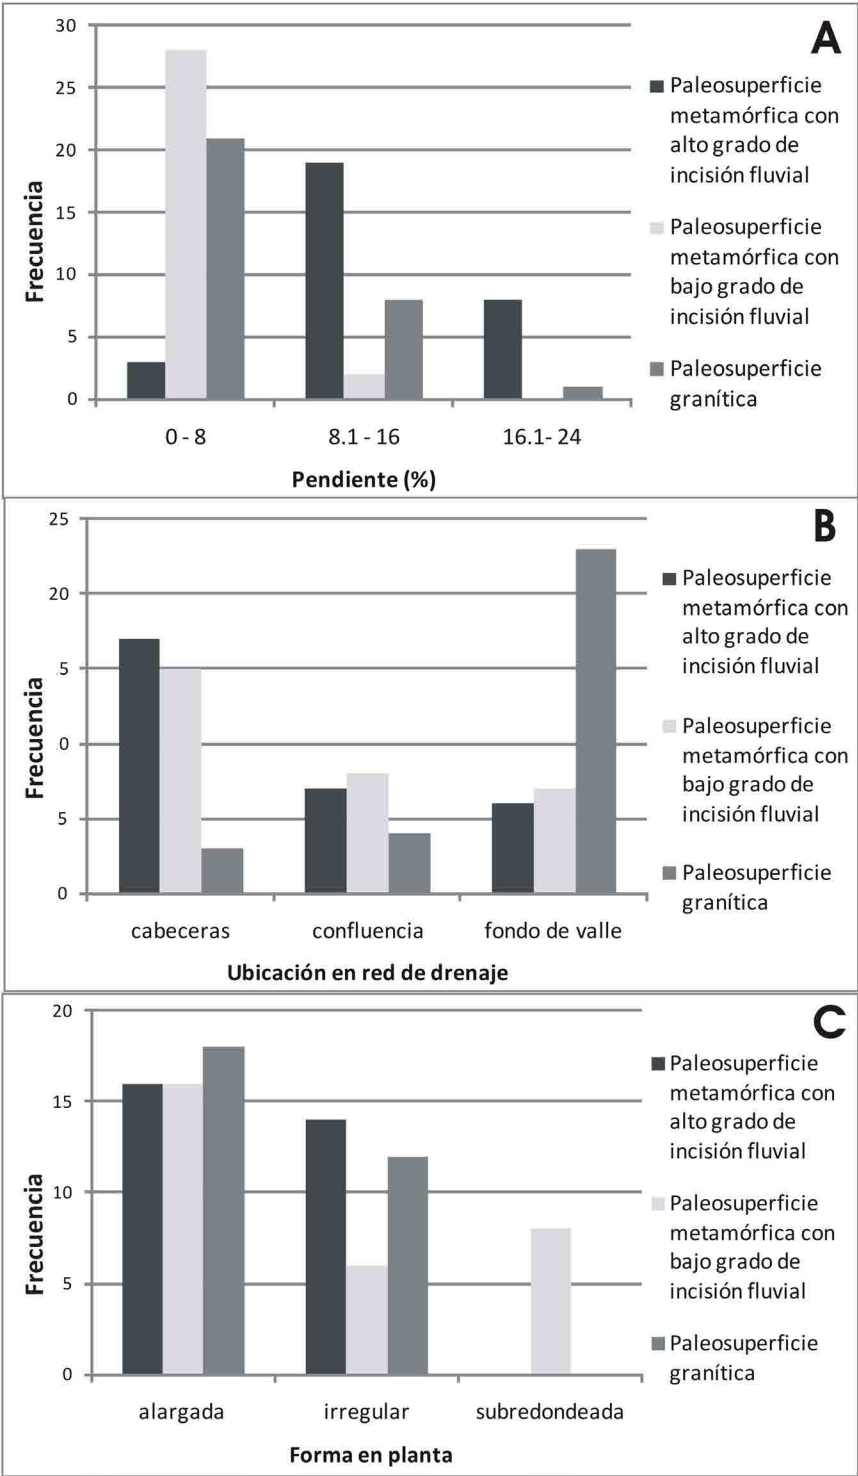 A
30
25
20
15
10
5
0
Frecuencia
0 - 8
8.1 - 16
16.1- 24
Pendiente (%)
Paleosuperficie
metamórfica con
alto grado de
incisión fluvial
Paleosuperficie
metamórfica con
bajo grado de
incisión fluvial
Paleosuperficie
granítica
B
25
20
5
0
5
0
Frecuencia
cabeceras
confluencia
fondo de valle
Ubicación en red de drenaje
Paleosuperficie
metamórfica con
alto grado de
incisión fluvial
Paleosuperficie
metamórfica con
bajo grado de
incisión fluvial
Paleosuperficie
granítica
C
20
15
10
5
0
Frecuencia
alargada
irregular
subredondeada
Forma en planta
Paleosuperficie
metamórfica con
alto grado de
incisión fluvial
Paleosuperficie
metamórfica con
bajo grado de
incisión fluvial
Paleosuperficie
granítica